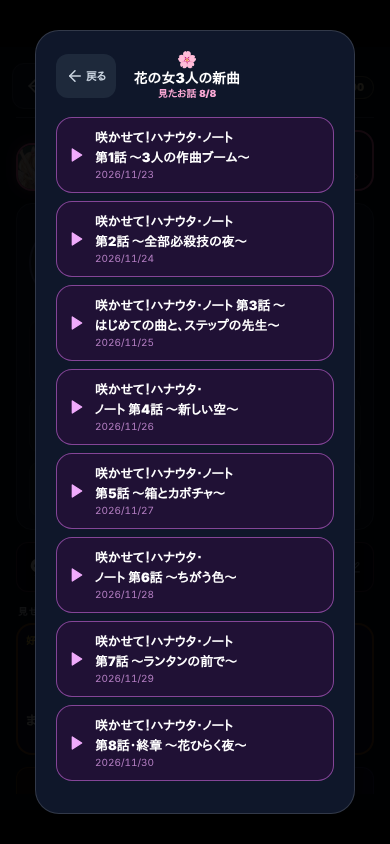 戻る
🌸
花の女3人の新曲
見たお話 8/8
咲かせて!ハナウタ・ノート
第1話 〜3人の作曲ブーム〜
2026/11/23
咲かせて!ハナウタ・ノート
第2話 〜全部必殺技の夜〜
2026/11/24
咲かせて!ハナウタ・ノート 第3話 〜
はじめての曲と、ステップの先生〜
2026/11/25
咲かせて!ハナウタ・
ノート 第4話 〜新しい空〜
2026/11/26
咲かせて!ハナウタ・ノート
第5話 〜箱とカボチャ〜
2026/11/27
咲かせて!ハナウタ・
ノート 第6話 〜ちがう色〜
2026/11/28
咲かせて!ハナウタ・ノート
第7話 〜ランタンの前で〜
2026/11/29
咲かせて!ハナウタ・ノート
第8話・終章 〜花ひらく夜〜
2026/11/30